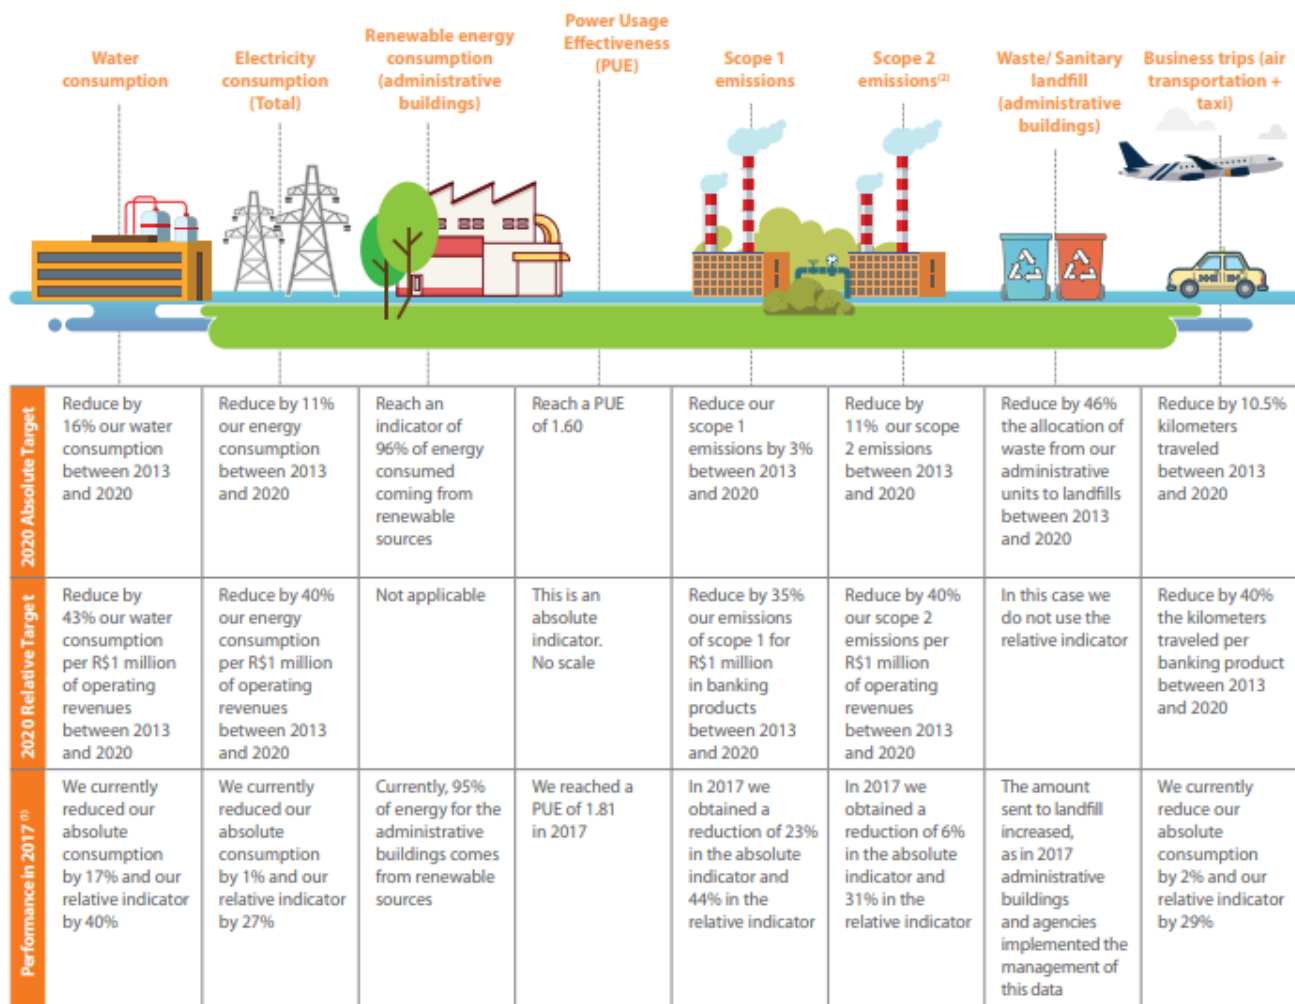 Water
consumption
Electricity
consumption
(Total)
Renewable energy
consumption
(administrative
buildings)
Power Usage
Effectiveness
(PUE)
Scope 1
emissions
Scope 2
emissions(2)
Waste/ Sanitary
landfill
(administrative
buildings)
Business trips (air
transportation +
taxi)
2020 Absolute Target
Reduce by
16% our water
consumption
between 2013
and 2020
Reduce by 11%
our energy
consumption
between 2013
and 2020
Reach an
indicator of
96% of energy
consumed
coming from
renewable
sources
Reach a PUE
of 1.60
Reduce our
scope 1
emissions by 3%
between 2013
and 2020
Reduce by
11% our scope
2 emissions
between 2013
and 2020
Reduce by 46%
the allocation of
waste from our
administrative
units to landfills
between 2013
and 2020
Reduce by 10.5%
kilometers
traveled
between 2013
and 2020
2020 Relative Target
Reduce by
43% our water
consumption
per R$1 million
of operating
revenues
between 2013
and 2020
Reduce by 40%
our energy
consumption
per R$1 million
of operating
revenues
between 2013
and 2020
Not applicable
This is an
absolute
indicator.
No scale
Reduce by 35%
our emissions
of scope 1 for
R$1 million
in banking
products
between 2013
and 2020
Reduce by 40%
our scope 2
emissions per
R$1 million
of operating
revenues
between 2013
and 2020
In this case we
do not use the
relative indicator
Reduce by 40%
the kilometers
traveled per
banking product
between 2013
and 2020
Performance in 2017 (1)
We currently
reduced our
absolute
consumption
by 17% and our
relative indicator
by 40%
We currently
reduced our
absolute
consumption
by 1% and our
relative indicator
by 27%
Currently, 95%
of energy for the
administrative
buildings comes
from renewable
sources
We reached a
PUE of 1.81
in 2017
In 2017 we
obtained a
reduction of 23%
in the absolute
indicator and
44% in the
relative indicator
In 2017 we
obtained a
reduction of 6%
in the absolute
indicator and
31% in the
relative indicator
The amount
sent to landfill
increased,
as in 2017
administrative
buildings
and agencies
implemented the
management of
this data
We currently
reduce our
absolute
consumption
by 2% and our
relative indicator
by 29%